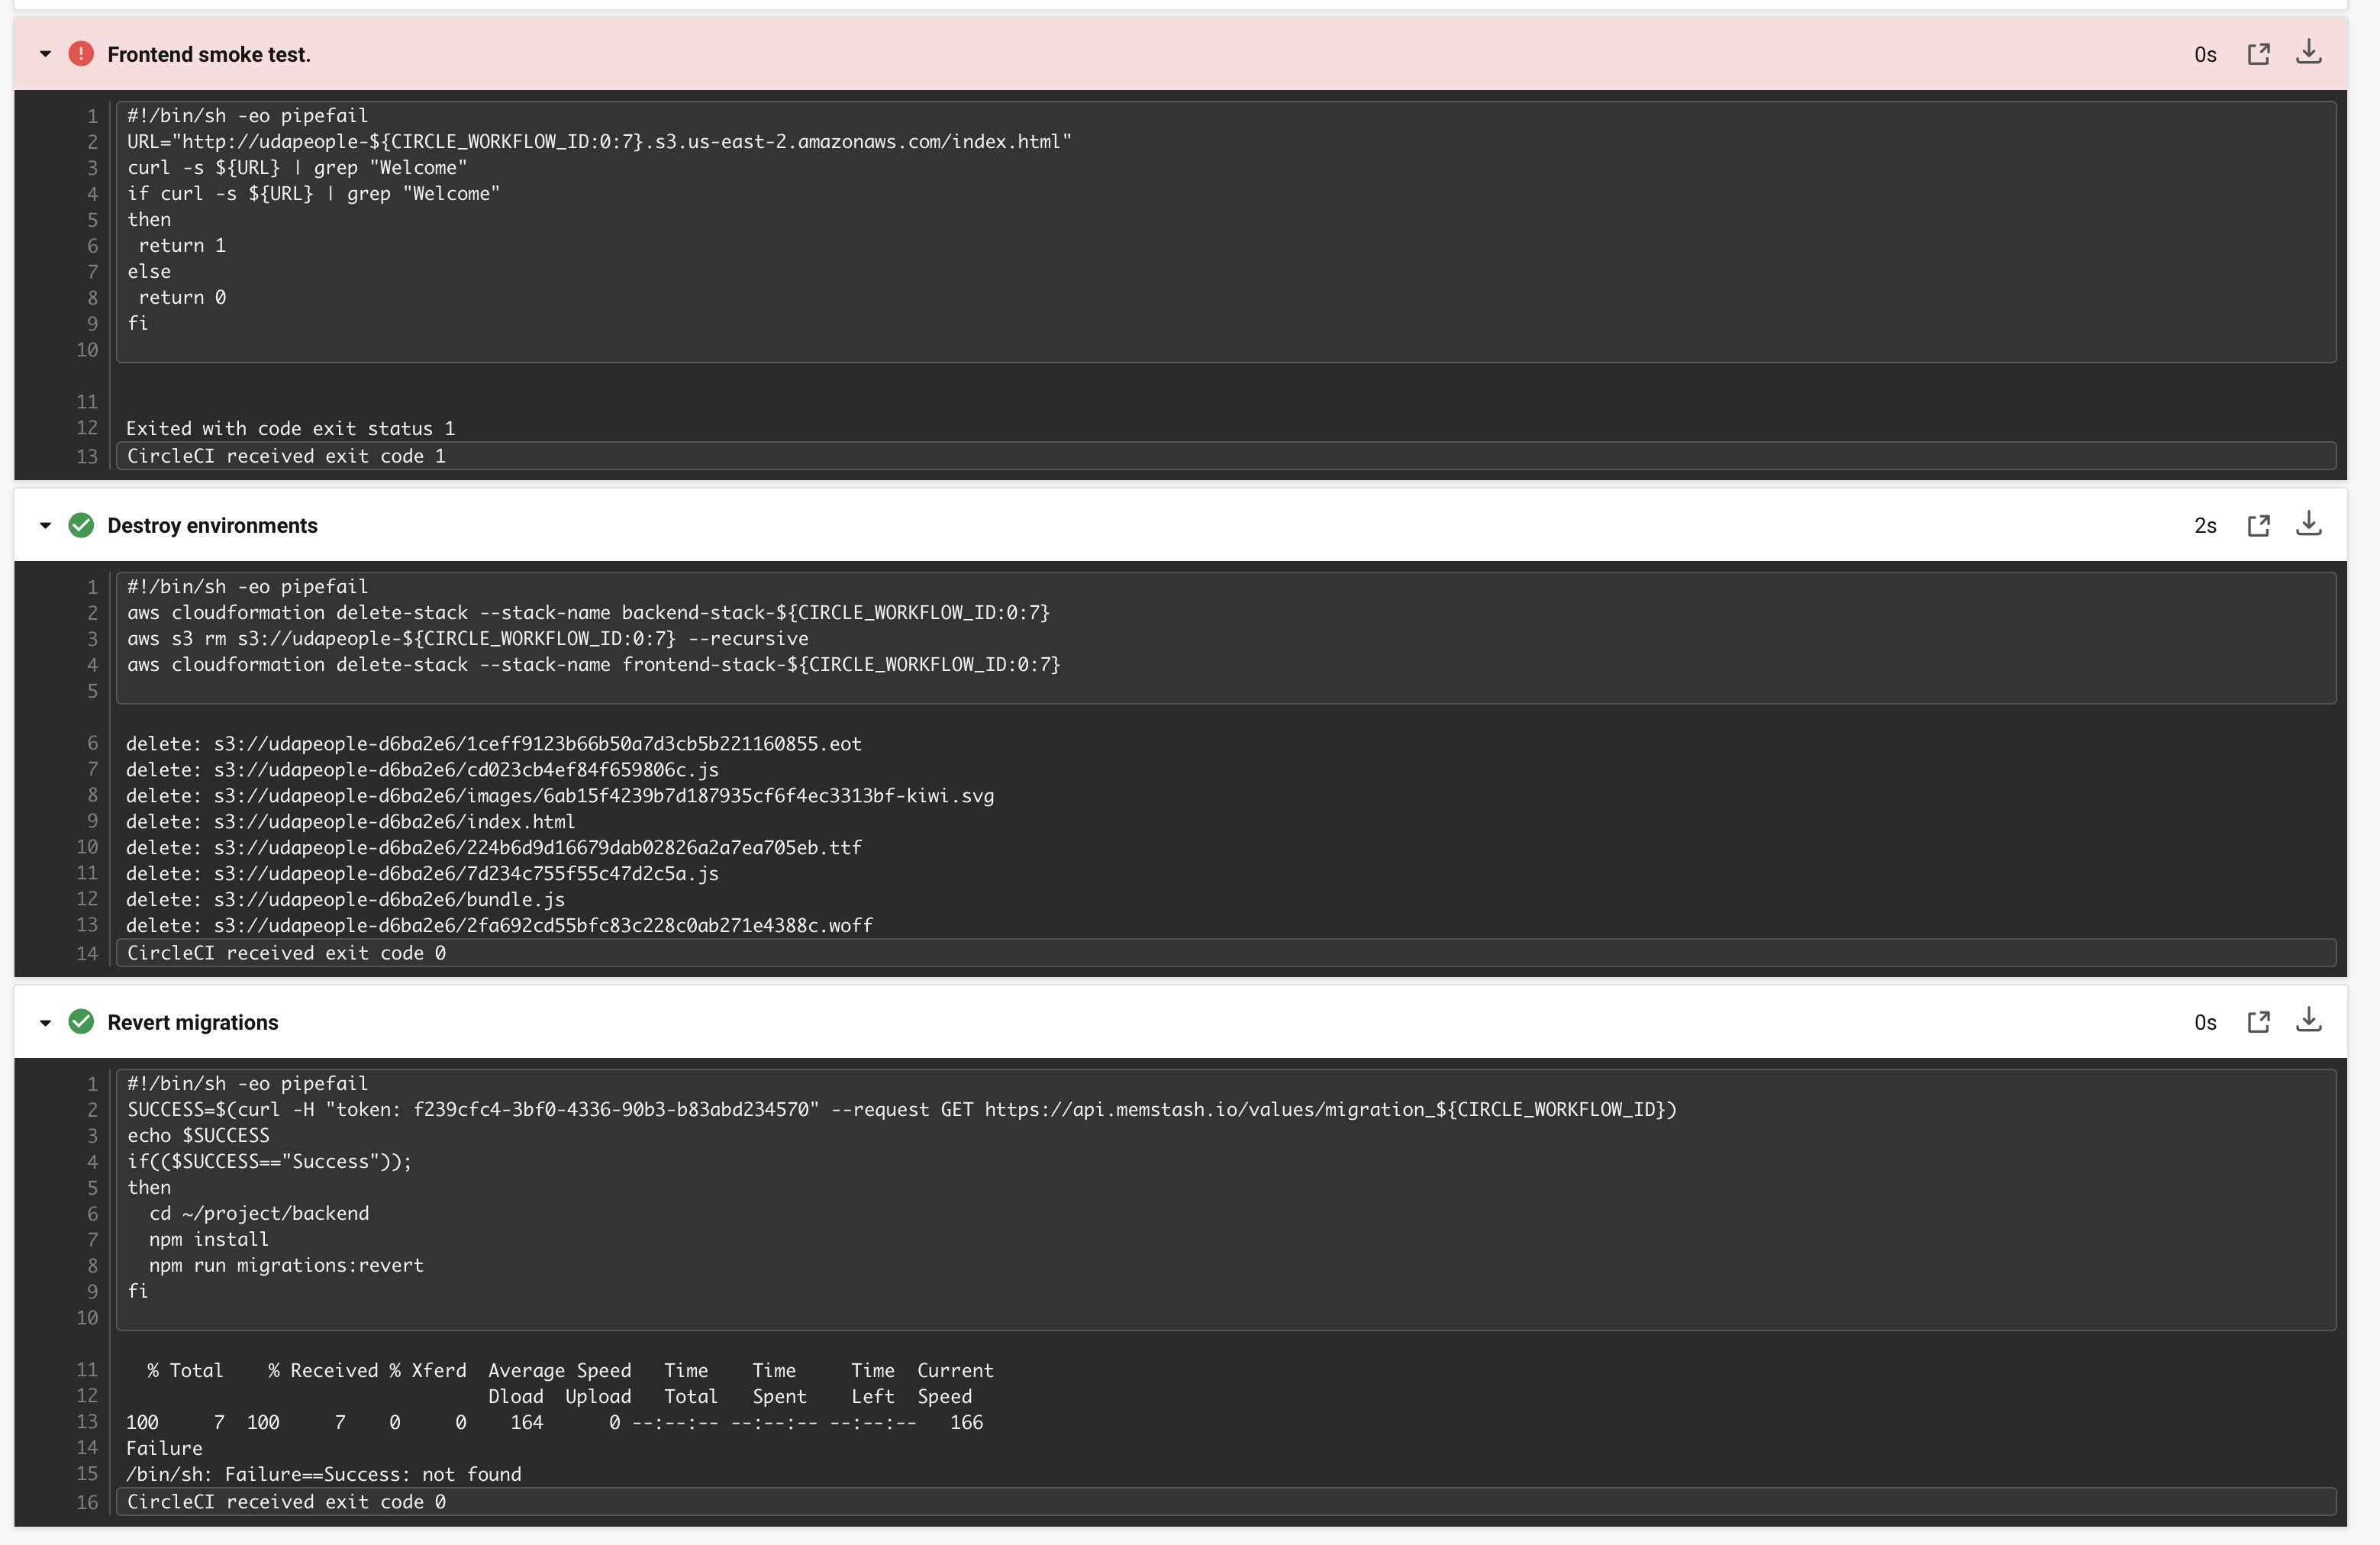 Frontend smoke test.
0s
1 #!/bin/sh -eo pipefail
2 URL="http://udapeople-${CIRCLE_WORKFLOW_ID:0:7}.s3.us-east-2.amazonaws.com/index.html"
3 curl -s ${URL} | grep "Welcome"
4 if curl -s ${URL} | grep "Welcome"
5 then
6  return 1
7 else
8  return 0
9 fi
10
11
12 Exited with code exit status 1
13 CircleCI received exit code 1
Destroy environments
2s
1 #!/bin/sh -eo pipefail
2 aws cloudformation delete-stack --stack-name backend-stack-${CIRCLE_WORKFLOW_ID:0:7}
3 aws s3 rm s3://udapeople-${CIRCLE_WORKFLOW_ID:0:7} --recursive
4 aws cloudformation delete-stack --stack-name frontend-stack-${CIRCLE_WORKFLOW_ID:0:7}
5
6 delete: s3://udapeople-d6ba2e6/1ceff9123b66b50a7d3cb5b221160855.eot
7 delete: s3://udapeople-d6ba2e6/cd023cb4ef84f659806c.js
8 delete: s3://udapeople-d6ba2e6/images/6ab15f4239b7d187935cf6f4ec3313bf-kiwi.svg
9 delete: s3://udapeople-d6ba2e6/index.html
10 delete: s3://udapeople-d6ba2e6/224b6d9d16679dab02826a2a7ea705eb.ttf
11 delete: s3://udapeople-d6ba2e6/7d234c755f55c47d2c5a.js
12 delete: s3://udapeople-d6ba2e6/bundle.js
13 delete: s3://udapeople-d6ba2e6/2fa692cd55bfc83c228c0ab271e4388c.woff
14 CircleCI received exit code 0
Revert migrations
0s
1 #!/bin/sh -eo pipefail
2 SUCCESS=$(curl -H "token: f239cfc4-3bf0-4336-90b3-b83abd234570" --request GET https://api.memstash.io/values/migration_${CIRCLE_WORKFLOW_ID})
3 echo $SUCCESS
4 if(($SUCCESS=="Success"));
5 then
6   cd ~/project/backend
7   npm install
8   npm run migrations:revert
9 fi
10
11   % Total    % Received % Xferd  Average Speed   Time    Time     Time  Current
12                                  Dload  Upload   Total   Spent    Left  Speed
13 100     7  100     7    0     0    164      0 --:--:-- --:--:-- --:--:--   166
14 Failure
15 /bin/sh: Failure==Success: not found
16 CircleCI received exit code 0